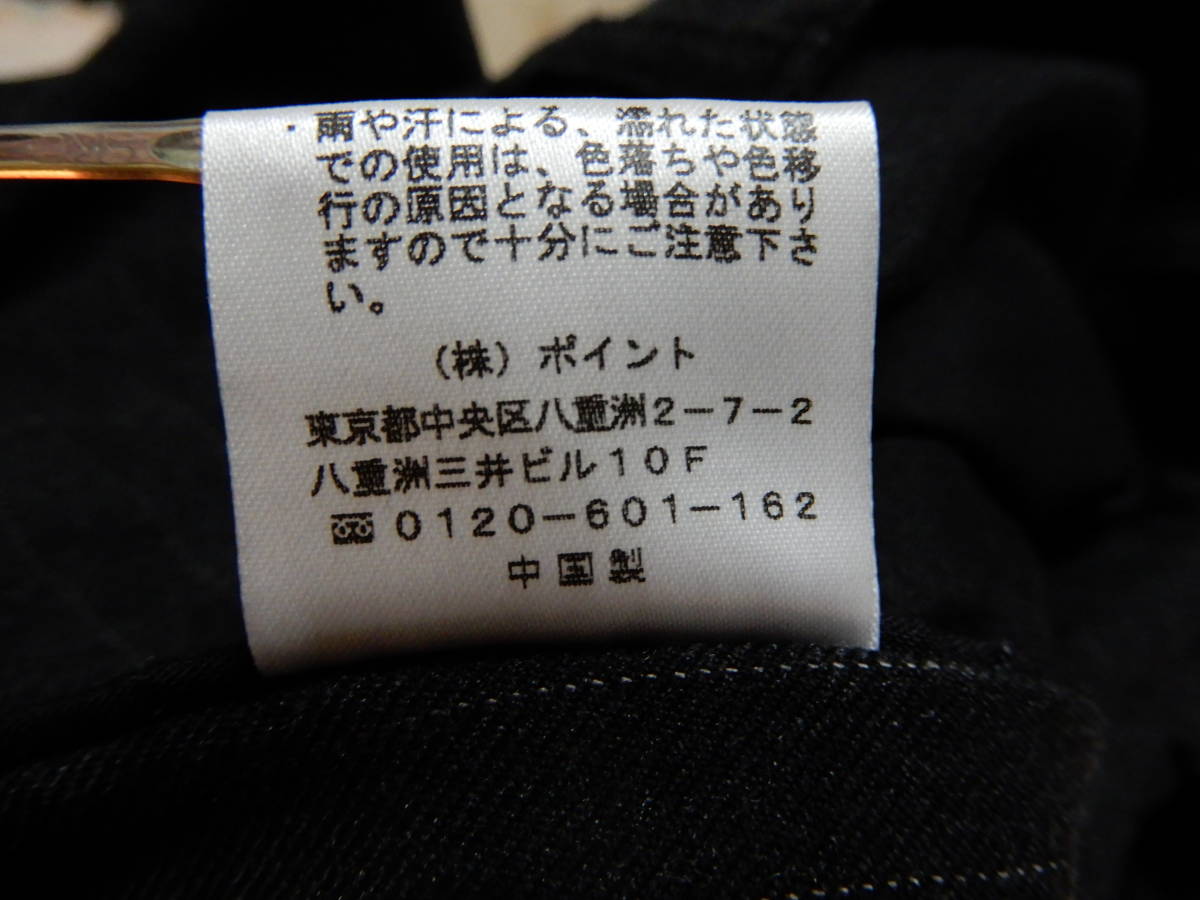 ・雨や汗による、濡れた状態
での使用は、色落ちや色移
行の原因となる場合があり
ますので十分にご注意下さ
い。
（株）ポイント
東京都中央区八重洲２−７−２
八重洲三井ビル１０Ｆ
０１２０−６０１−１６２
中国製